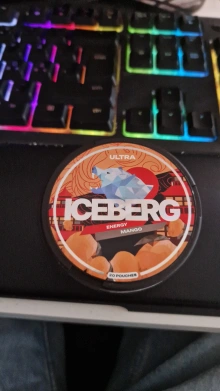 ULTRA
ICEBERG
ENERGY
MANGO
20 POUCHES